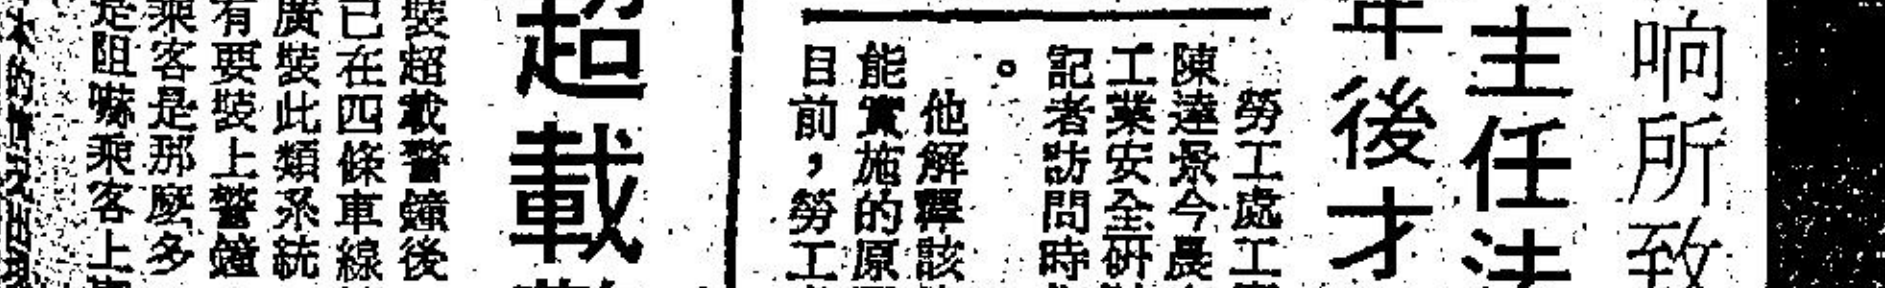 响所致
主任法
年後才
勞工處工
陳達景今晨
工業安全研
記者訪問時
。
他解釋該
能實施的原
目前，勞工
超載
裝超載警鐘後
已在四條車線
廣裝此類系統
有要裝上警鐘
乘客是那麼多
是阻嚇乘客上